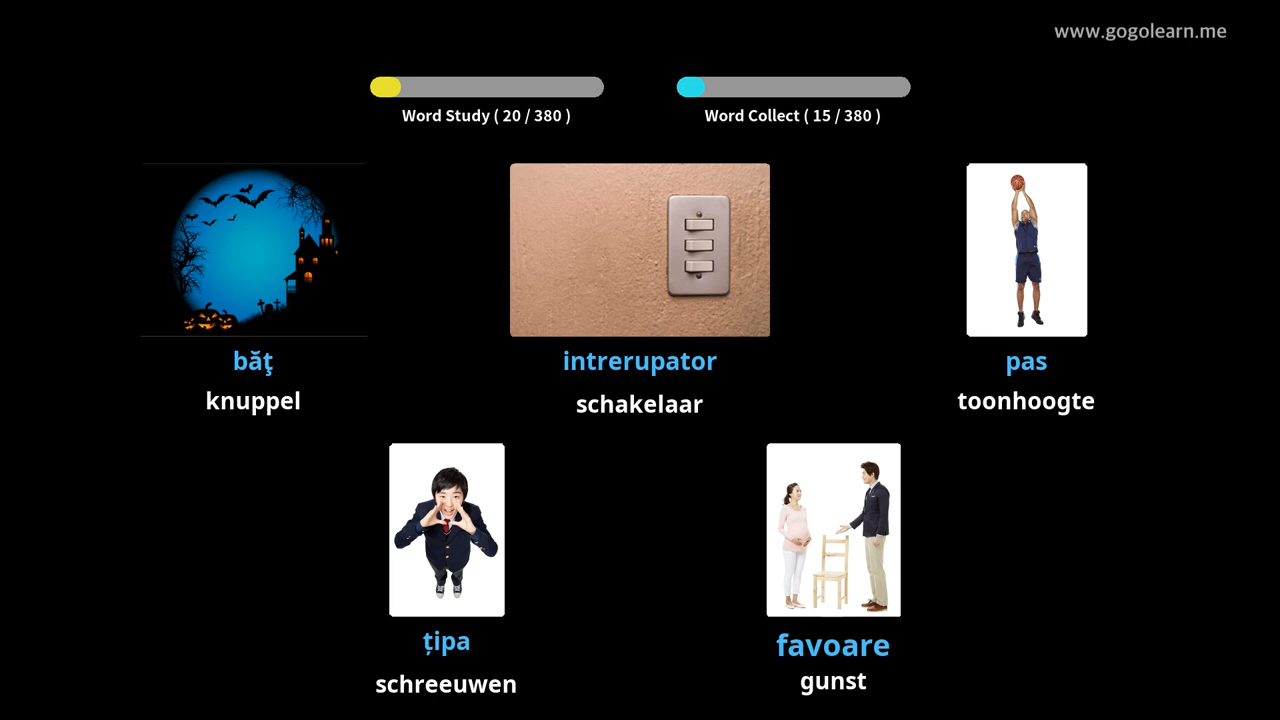 www.gogolearn.me
Word Study ( 20 / 380 )
Word Collect ( 15 / 380 )
băţ
intrerupator
pas
knuppel
schakelaar
toonhoogte
țipa
favoare
schreeuwen
gunst